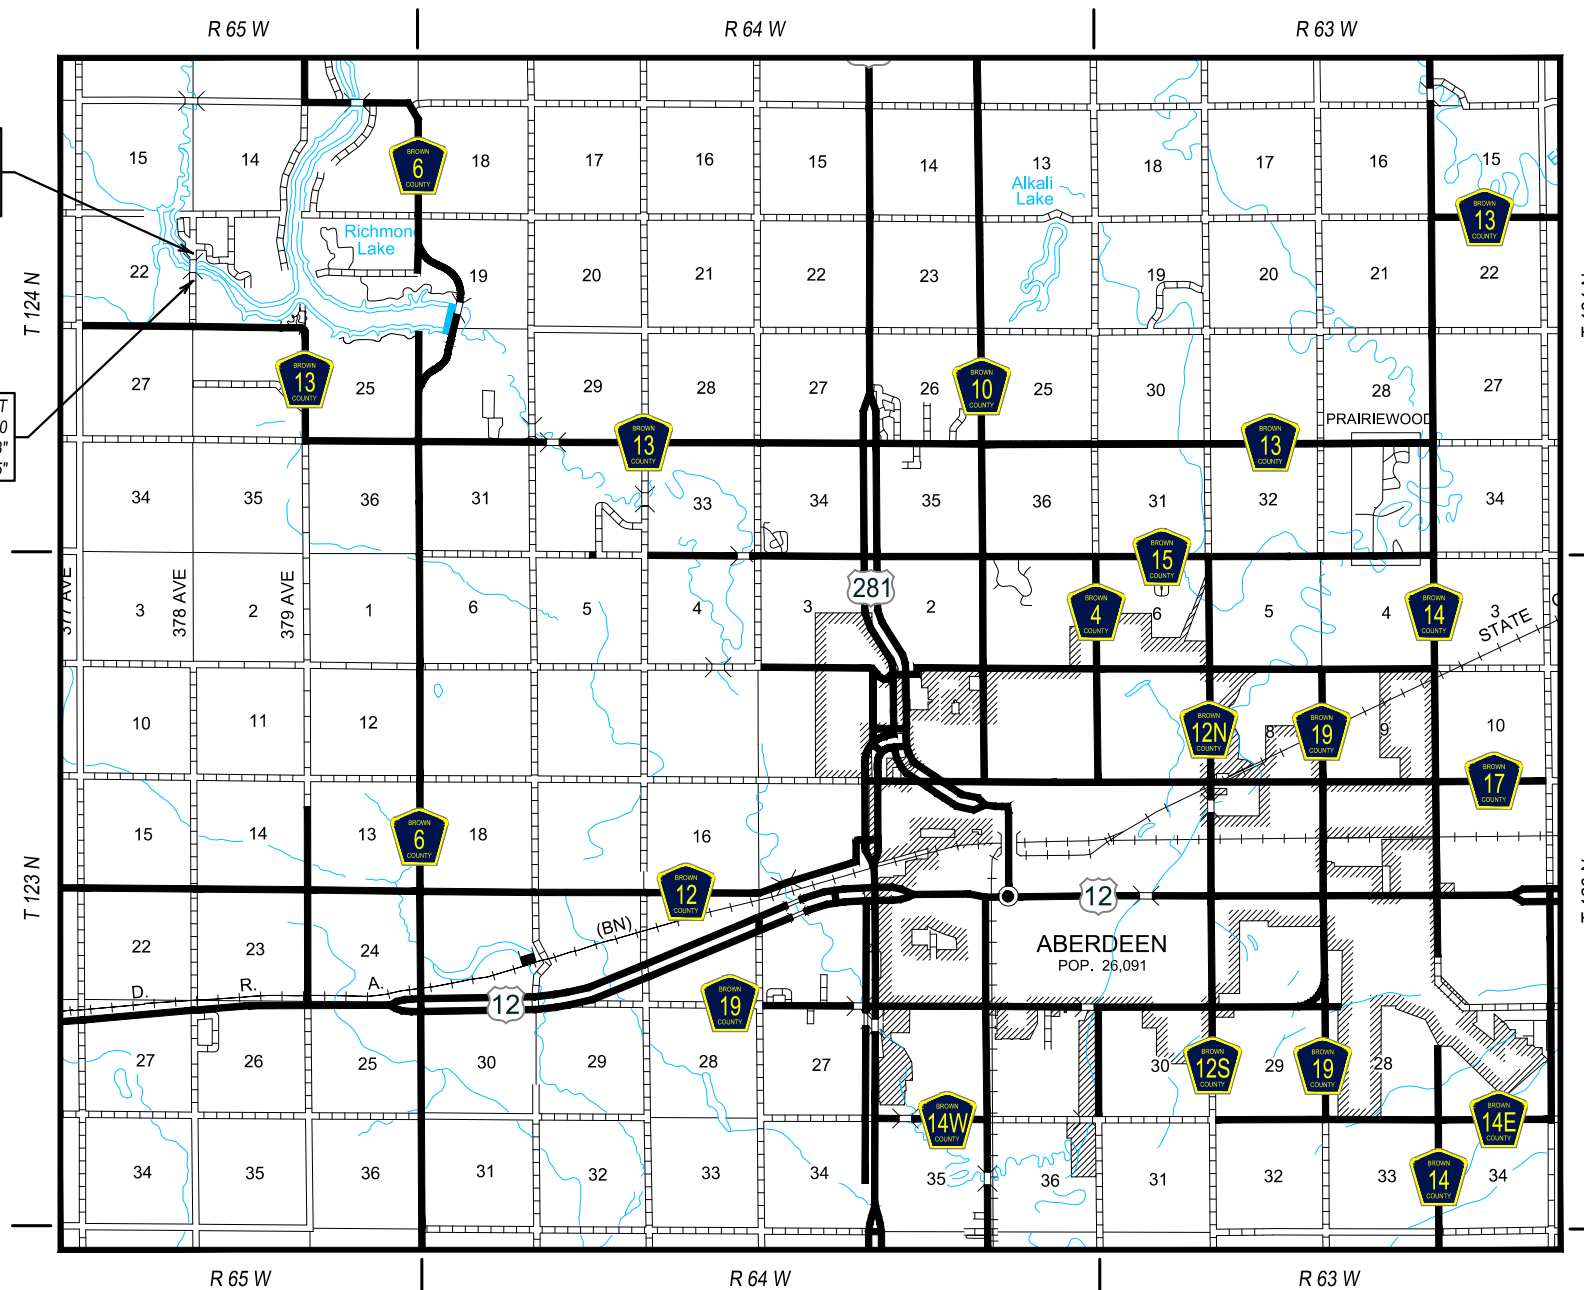 R 65 W R 64 W R 63 W
BROWN 6 COUNTY
15 14 18 17 16 15 14 13 18 17 16 15
Alkali
Lake
BROWN 13 COUNTY
Richmond
Lake
22 19 20 21 22 23 19 20 21 22
T 124 N
BROWN 13 COUNTY
BROWN 10 COUNTY
27 25 29 28 27 26 25 30 28 27
PRAIRIEWOOD
BROWN 13 COUNTY
BROWN 13 COUNTY
34 35 36 31 33 34 35 36 31 32 34
BROWN 15 COUNTY
281
BROWN 4 COUNTY
BROWN 14 COUNTY
377 AVE 378 AVE 379 AVE
3 2 1 6 5 4 3 2 6 5 4 3
STATE
10 11 12 8 9 10
BROWN 12N COUNTY
BROWN 19 COUNTY
BROWN 17 COUNTY
15 14 13 18 16
BROWN 6 COUNTY
T 123 N
BROWN 12 COUNTY
12
(BN)
22 23 24
ABERDEEN
POP. 26,091
D. R. A.
12
BROWN 19 COUNTY
27 26 25 30 29 28 27 30 29 28
BROWN 12S COUNTY
BROWN 19 COUNTY
BROWN 14W COUNTY
BROWN 14E COUNTY
34 35 36 31 32 33 34 35 36 31 32 33 34
BROWN 14 COUNTY
R 65 W R 64 W R 63 W